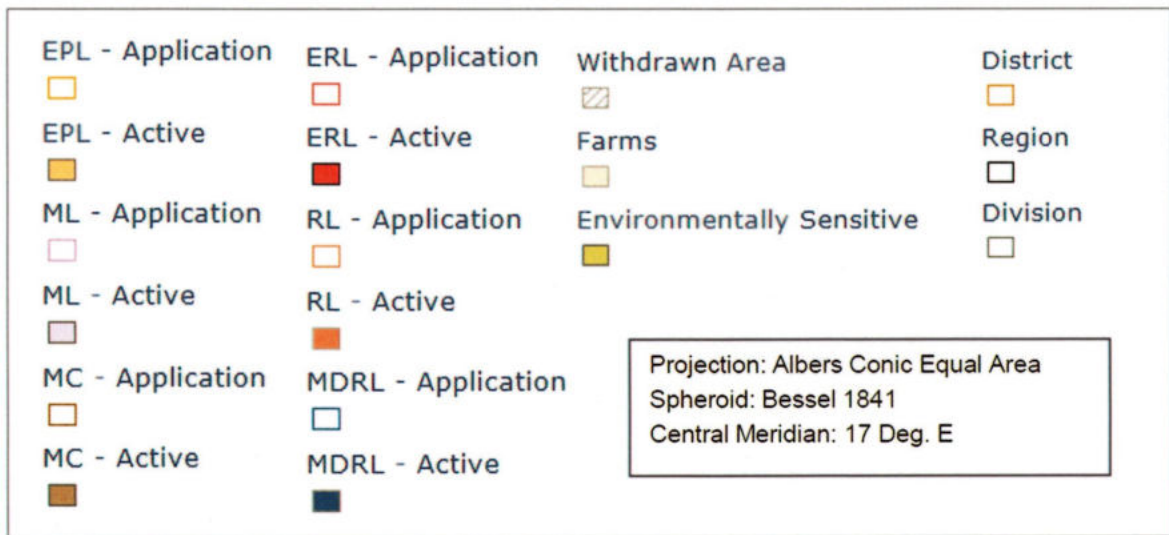 EPL - Application
EPL - Active
ML - Application
ML - Active
MC - Application
MC - Active
ERL - Application
ERL - Active
RL - Application
RL - Active
MDRL - Application
MDRL - Active
Withdrawn Area
Farms
Environmentally Sensitive
District
Region
Division
Projection: Albers Conic Equal Area
Spheroid: Bessel 1841
Central Meridian: 17 Deg. E